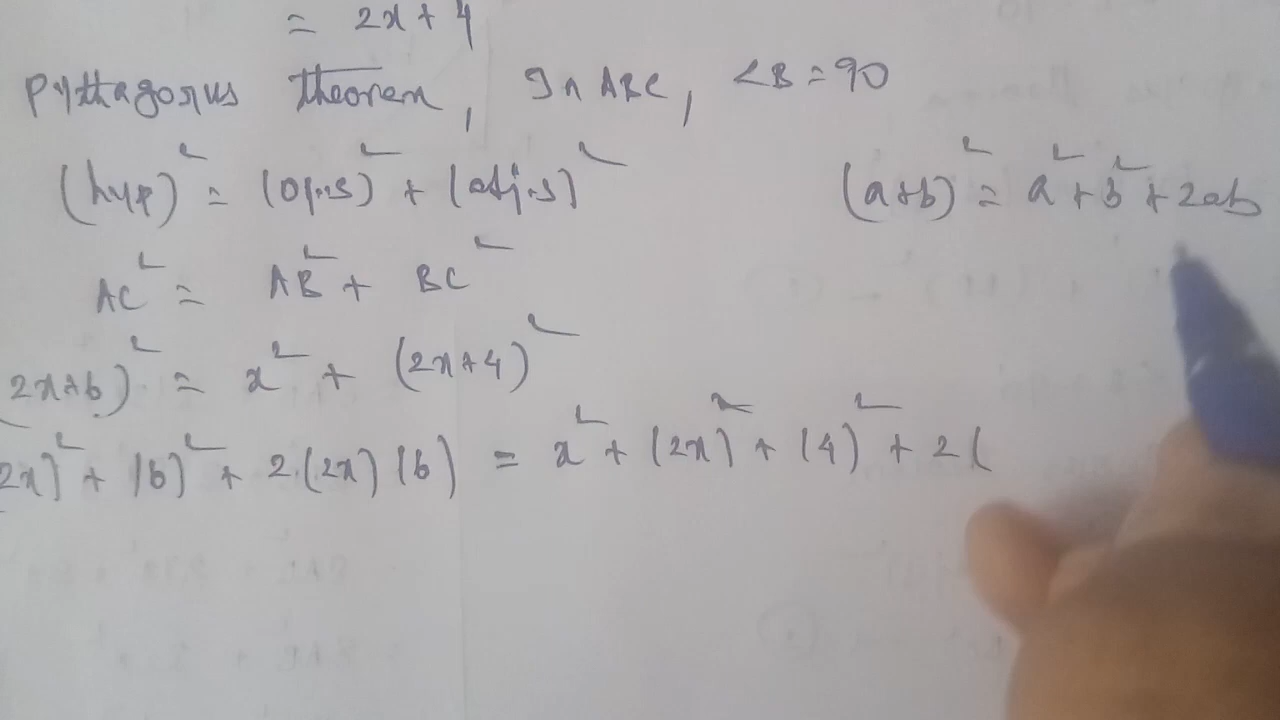 = 2x + 4
Pythagorus theorem, In ABC, ∠B = 90
(hyp)² = (op.s)² + (adj.s)²
(a+b)² = a² + b² + 2ab
AC² = AB² + BC²
(2x+6)² = x² + (2x+4)²
2x)² + (6)² + 2.(2x)(6) = x² + (2x)² + (4)² + 2(